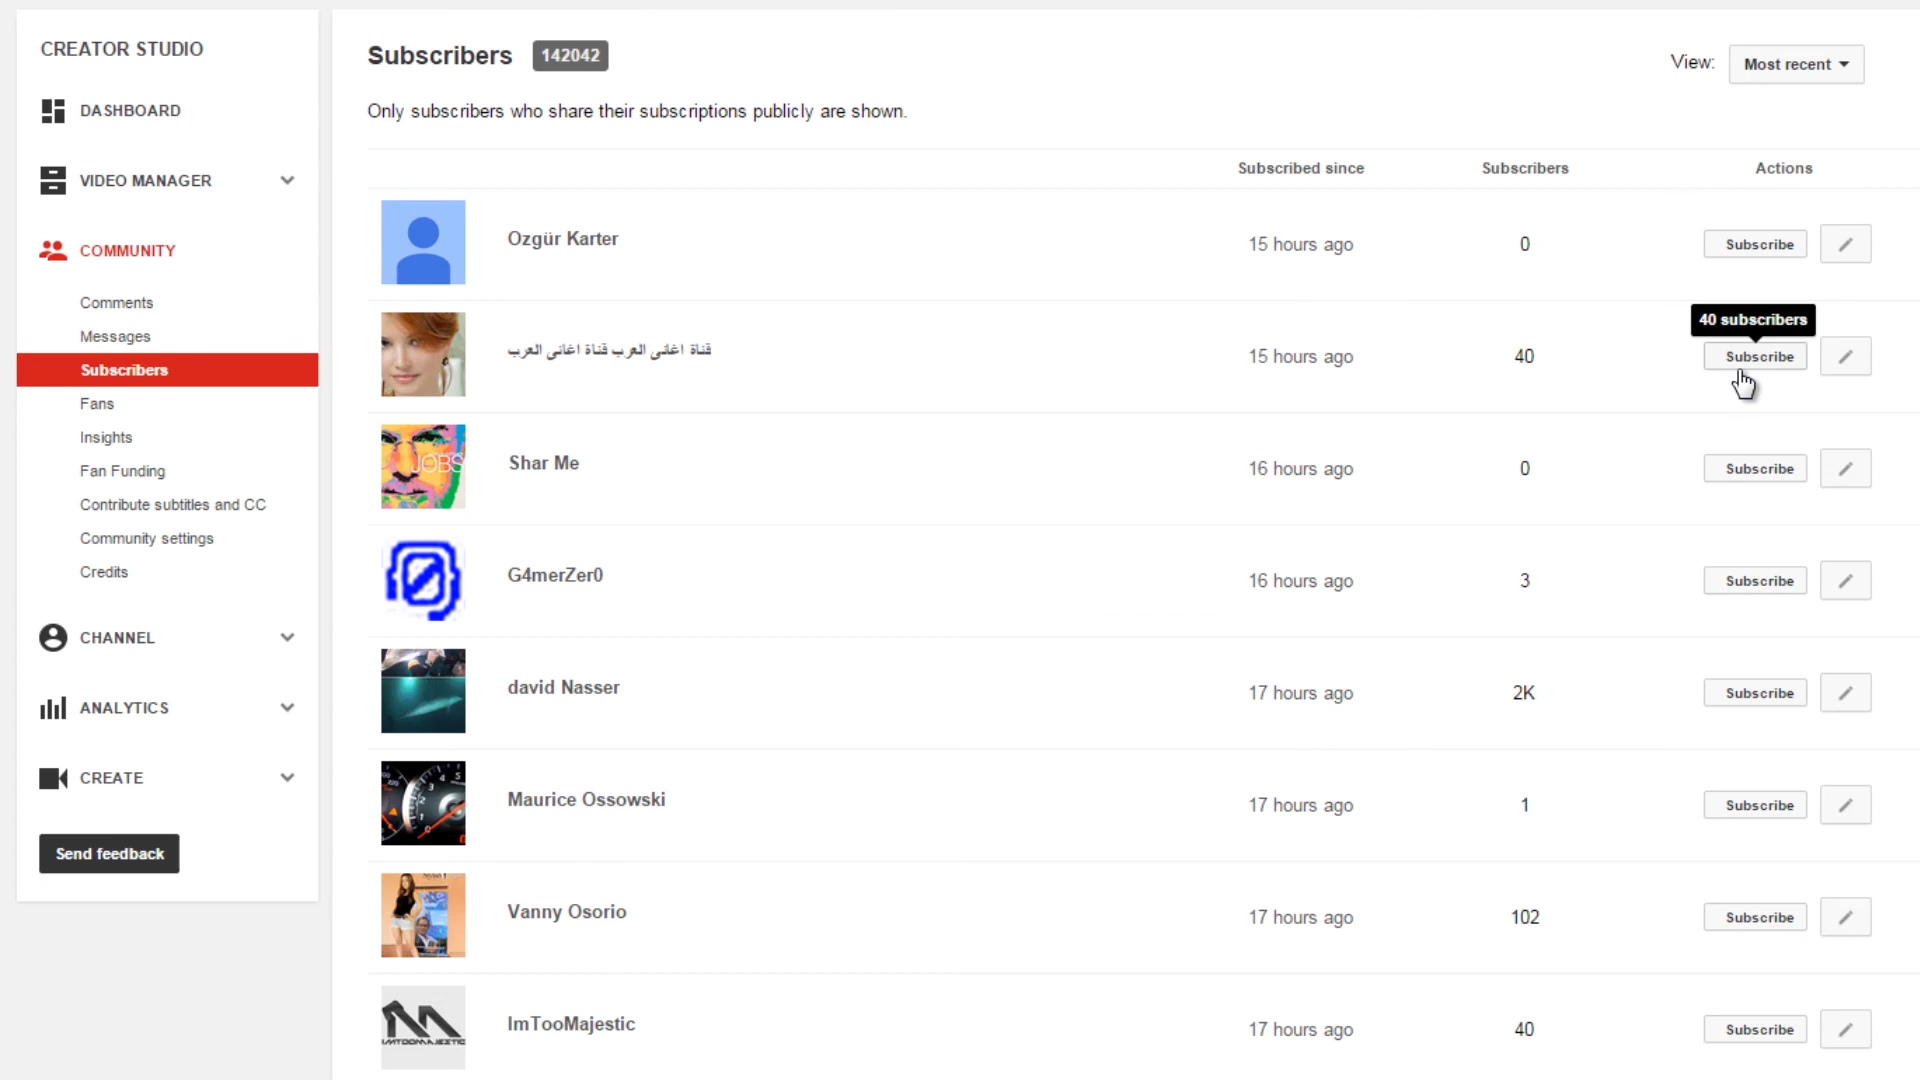 CREATOR STUDIO
DASHBOARD
VIDEO MANAGER
COMMUNITY
Comments
Messages
Subscribers
Fans
Insights
Fan Funding
Contribute subtitles and CC
Community settings
Credits
CHANNEL
ANALYTICS
CREATE
Send feedback
Subscribers 142042
View: Most recent
Only subscribers who share their subscriptions publicly are shown.
Subscribed since Subscribers Actions
Ozgür Karter 15 hours ago 0 Subscribe
40 subscribers
قناة اغانى العرب قناة اغانى العرب 15 hours ago 40 Subscribe
JOBS
Shar Me 16 hours ago 0 Subscribe
G4merZer0 16 hours ago 3 Subscribe
david Nasser 17 hours ago 2K Subscribe
Maurice Ossowski 17 hours ago 1 Subscribe
Vanny Osorio 17 hours ago 102 Subscribe
ImTooMajestic 17 hours ago 40 Subscribe
IMTOOMAJESTIC